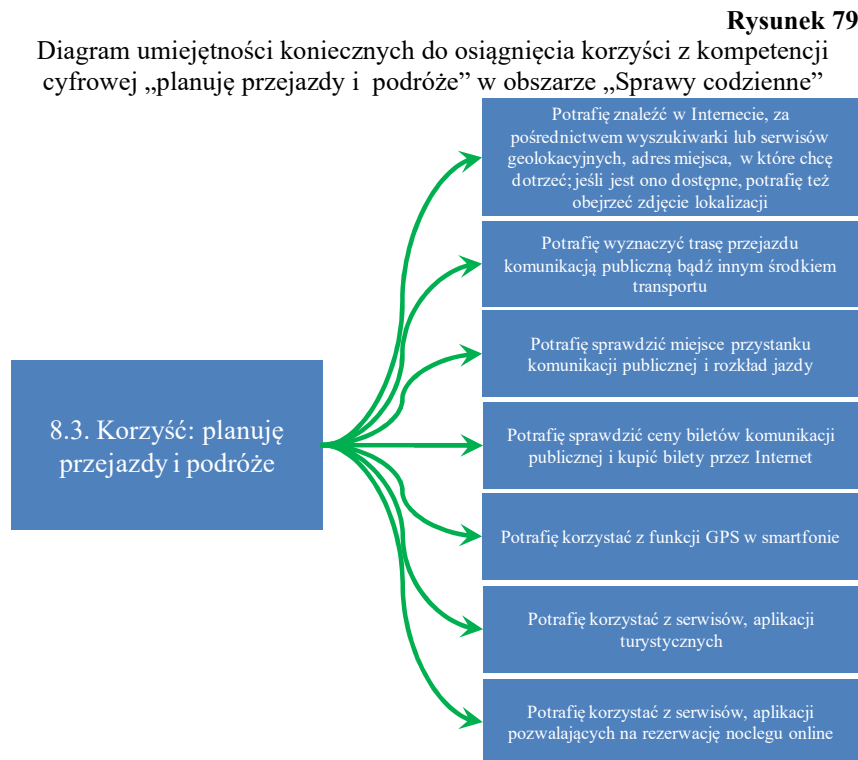 Rysunek 79
Diagram umiejętności koniecznych do osiągnięcia korzyści z kompetencji
cyfrowej „planuję przejazdy i podróże” w obszarze „Sprawy codzienne”
8.3. Korzyść: planuję
przejazdy i podróże
Potrafię znaleźć w Internecie, za
pośrednictwem wyszukiwarki lub serwisów
geolokacyjnych, adres miejsca, w które chcę
dotrzeć; jeśli jest ono dostępne, potrafię też
obejrzeć zdjęcie lokalizacji
Potrafię wyznaczyć trasę przejazdu
komunikacją publiczną bądź innym środkiem
transportu
Potrafię sprawdzić miejsce przystanku
komunikacji publicznej i rozkład jazdy
Potrafię sprawdzić ceny biletów komunikacji
publicznej i kupić bilety przez Internet
Potrafię korzystać z funkcji GPS w smartfonie
Potrafię korzystać z serwisów, aplikacji
turystycznych
Potrafię korzystać z serwisów, aplikacji
pozwalających na rezerwację noclegu online